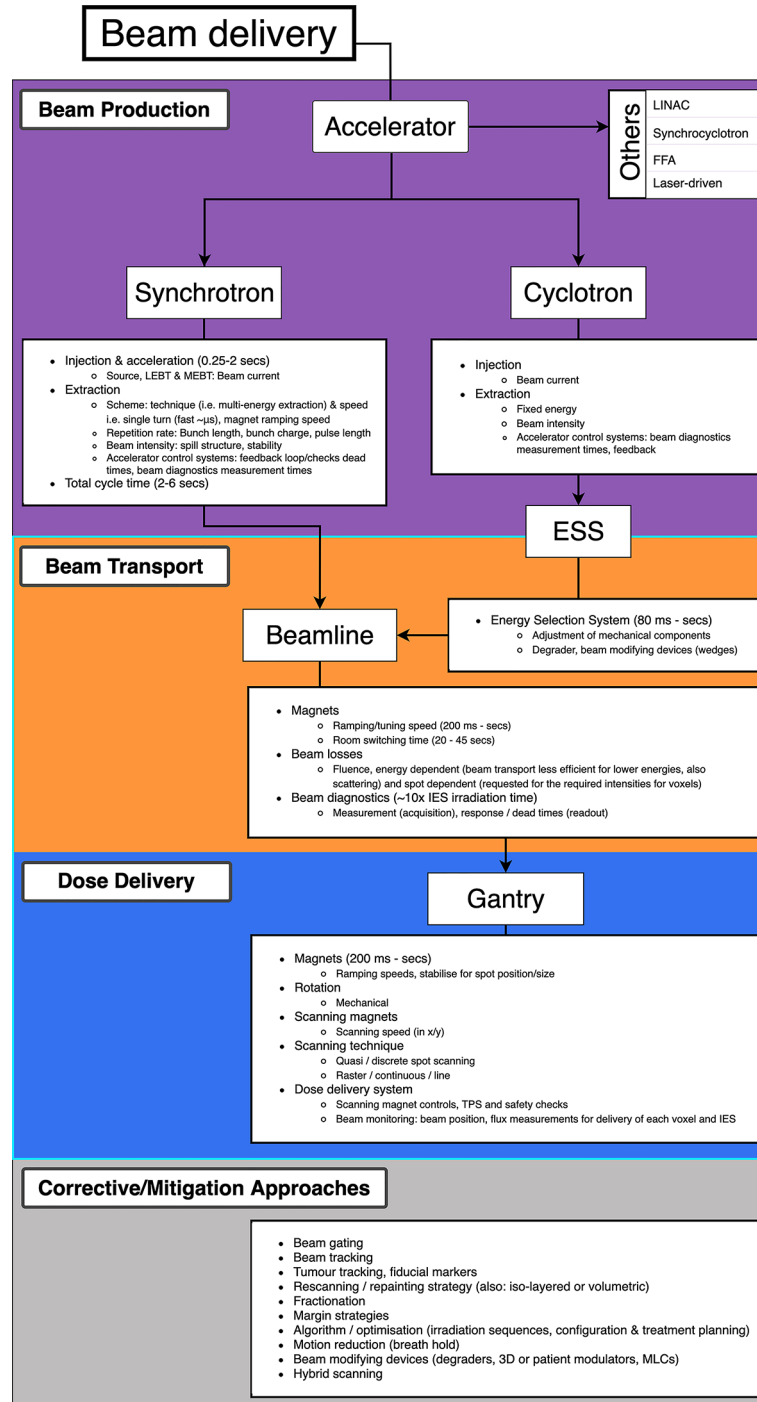 Beam delivery
Beam Production
Accelerator
Others
LINAC
Synchrocyclotron
FFA
Laser-driven
Synchrotron
Cyclotron
• Injection & acceleration (0.25-2 secs)
o Source, LEBT & MEBT: Beam current
• Extraction
o Scheme: technique (i.e. multi-energy extraction) & speed
i.e. single turn (fast ~µs), magnet ramping speed
o Repetition rate: Bunch length, bunch charge, pulse length
o Beam intensity: spill structure, stability
o Accelerator control systems: feedback loop/checks dead
times, beam diagnostics measurement times
• Total cycle time (2-6 secs)
• Injection
o Beam current
• Extraction
o Fixed energy
o Beam intensity
o Accelerator control systems: beam diagnostics
measurement times, feedback
ESS
Beam Transport
Beamline
• Energy Selection System (80 ms - secs)
o Adjustment of mechanical components
o Degrader, beam modifying devices (wedges)
• Magnets
o Ramping/tuning speed (200 ms - secs)
o Room switching time (20 - 45 secs)
• Beam losses
o Fluence, energy dependent (beam transport less efficient for lower energies, also
scattering) and spot dependent (requested for the required intensities for voxels)
• Beam diagnostics (~10x IES irradiation time)
o Measurement (acquisition), response / dead times (readout)
Dose Delivery
Gantry
• Magnets (200 ms - secs)
o Ramping speeds, stabilise for spot position/size
• Rotation
o Mechanical
• Scanning magnets
o Scanning speed (in x/y)
• Scanning technique
o Quasi / discrete spot scanning
o Raster / continuous / line
• Dose delivery system
o Scanning magnet controls, TPS and safety checks
o Beam monitoring: beam position, flux measurements for delivery of each voxel and IES
Corrective/Mitigation Approaches
• Beam gating
• Beam tracking
• Tumour tracking, fiducial markers
• Rescanning / repainting strategy (also: iso-layered or volumetric)
• Fractionation
• Margin strategies
• Algorithm / optimisation (irradiation sequences, configuration & treatment planning)
• Motion reduction (breath hold)
• Beam modifying devices (degraders, 3D or patient modulators, MLCs)
• Hybrid scanning